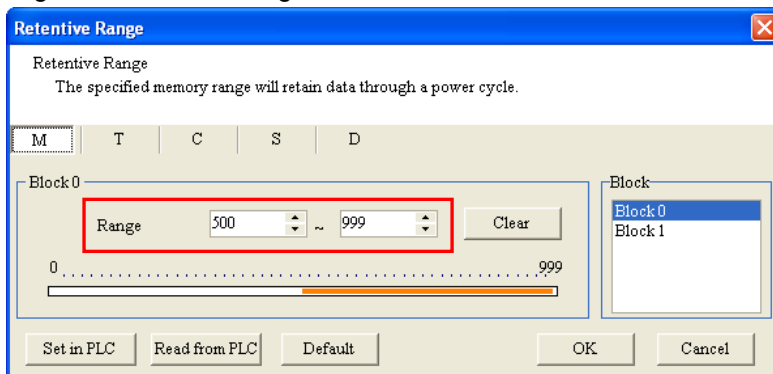 Retentive Range
Retentive Range
The specified memory range will retain data through a power cycle.
M T C S D
Block 0
Range 500 ~ 999 Clear
0 999
Block
Block 0
Block 1
Set in PLC Read from PLC Default OK Cancel